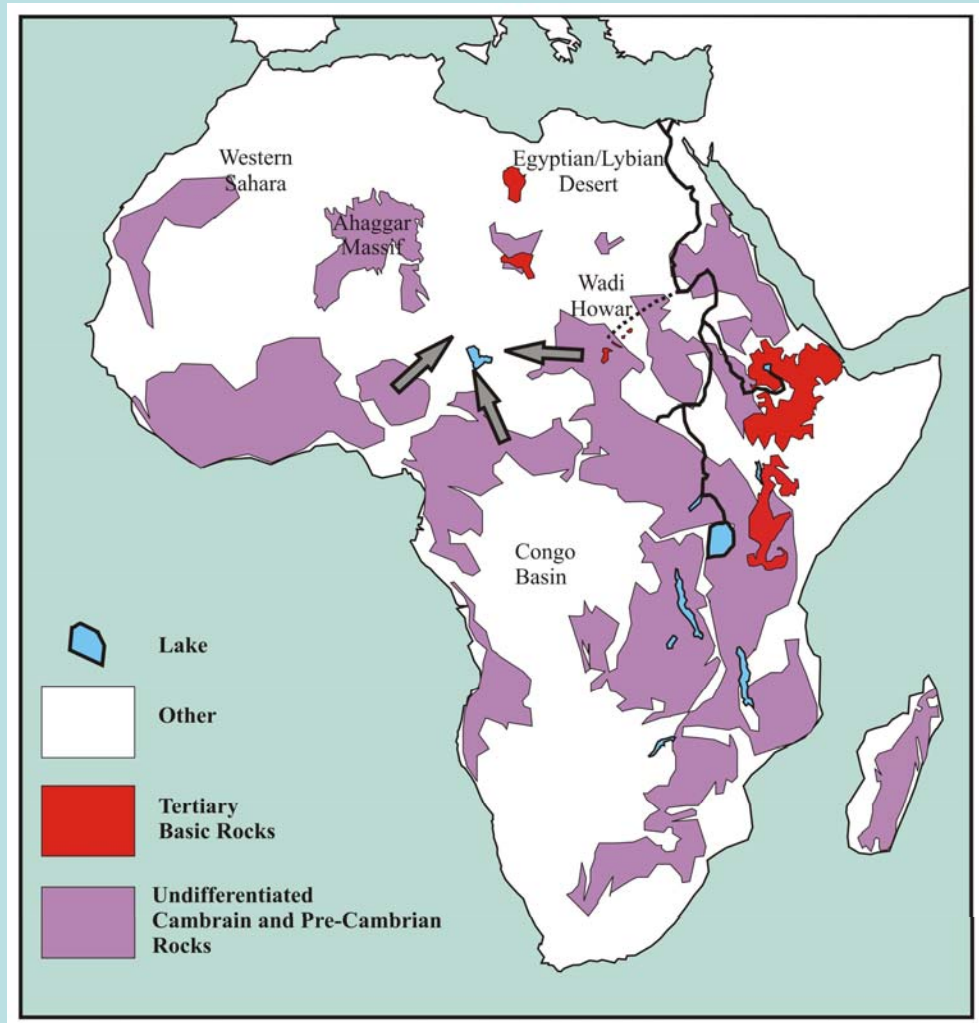 Western
Sahara
Egyptian/Lybian
Desert
Ahaggar
Massif
Wadi
Howar
Congo
Basin
Lake
Other
Tertiary
Basic Rocks
Undifferentiated
Cambrain and Pre-Cambrian
Rocks